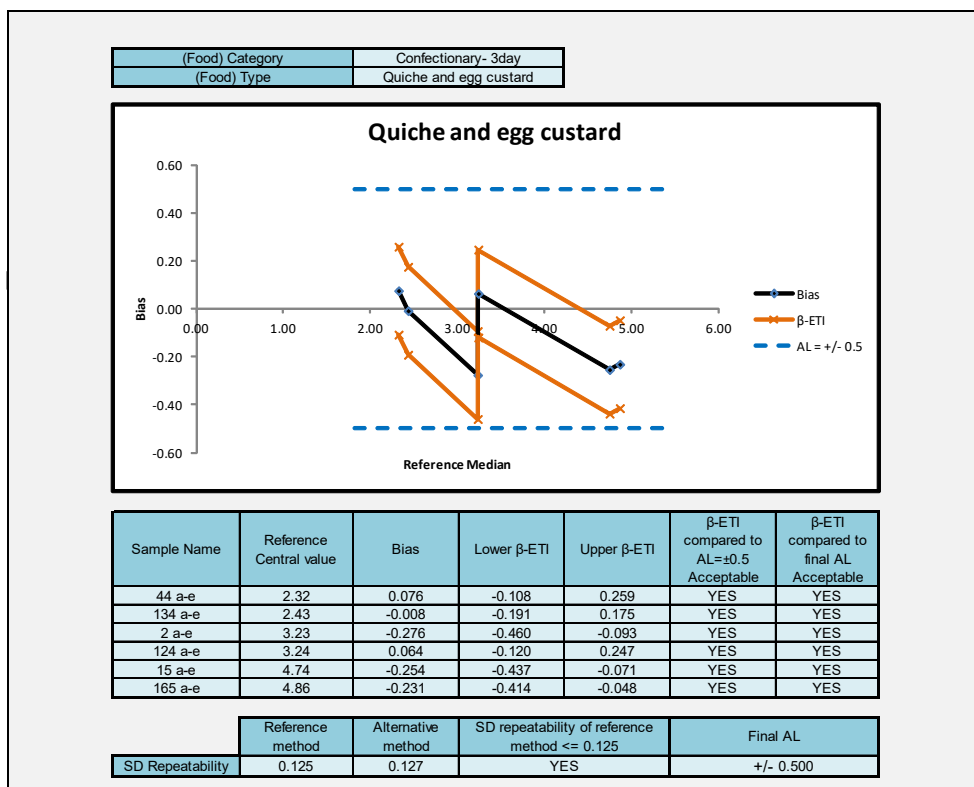 (Food) Category Confectionary- 3day
(Food) Type Quiche and egg custard
Quiche and egg custard
0.60
0.40
0.20
0.00
-0.20
-0.40
-0.60
0.00 1.00 2.00 3.00 4.00 5.00 6.00
Bias
Reference Median
Bias
β-ETI
AL = +/- 0.5
Sample Name Reference Central value Bias Lower β-ETI Upper β-ETI β-ETI compared to AL=±0.5 Acceptable β-ETI compared to final AL Acceptable
44 a-e 2.32 0.076 -0.108 0.259 YES YES
134 a-e 2.43 -0.008 -0.191 0.175 YES YES
2 a-e 3.23 -0.276 -0.460 -0.093 YES YES
124 a-e 3.24 0.064 -0.120 0.247 YES YES
15 a-e 4.74 -0.254 -0.437 -0.071 YES YES
165 a-e 4.86 -0.231 -0.414 -0.048 YES YES
Reference method Alternative method SD repeatability of reference method <= 0.125 Final AL
SD Repeatability 0.125 0.127 YES +/- 0.500